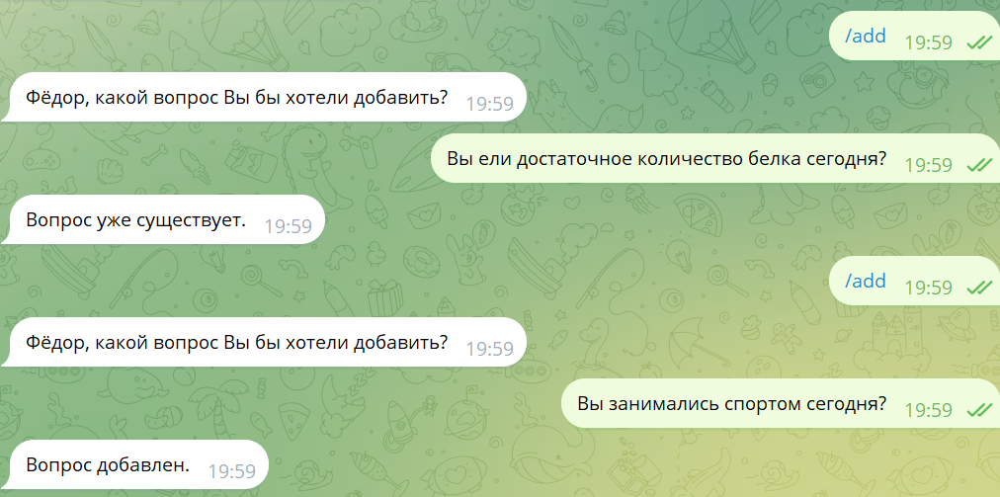 /add 19:59
Фёдор, какой вопрос Вы бы хотели добавить? 19:59
Вы ели достаточное количество белка сегодня? 19:59
Вопрос уже существует. 19:59
/add 19:59
Фёдор, какой вопрос Вы бы хотели добавить? 19:59
Вы занимались спортом сегодня? 19:59
Вопрос добавлен. 19:59